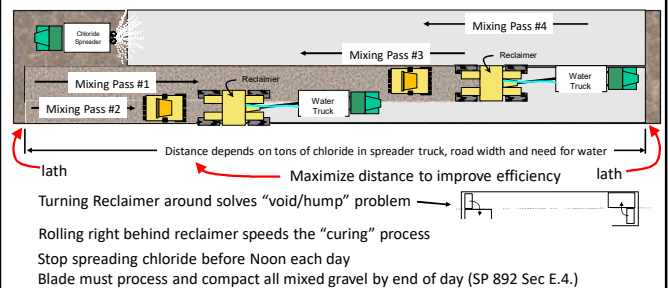 Chloride
Spreader
Mixing Pass #4
Mixing Pass #3
Reclaimer
Mixing Pass #1
Reclaimer
Water
Truck
Mixing Pass #2
Water
Truck
Distance depends on tons of chloride in spreader truck, road width and need for water
lath
Maximize distance to improve efficiency
lath
Turning Reclaimer around solves “void/hump” problem
Rolling right behind reclaimer speeds the “curing” process
Stop spreading chloride before Noon each day
Blade must process and compact all mixed gravel by end of day (SP 892 Sec E.4.)